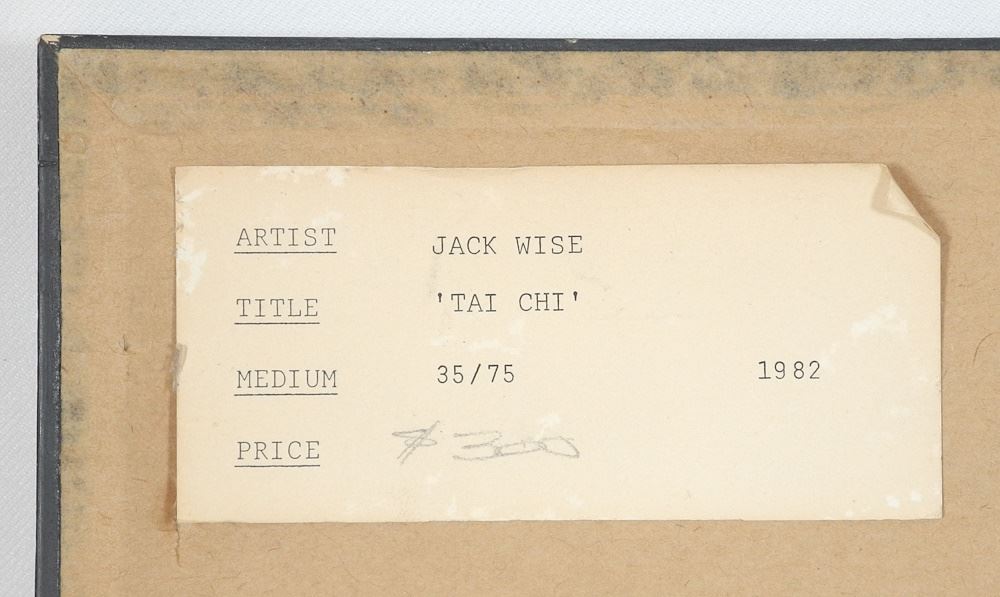 ARTIST JACK WISE
TITLE 'TAI CHI'
MEDIUM 35/75 1982
PRICE $300